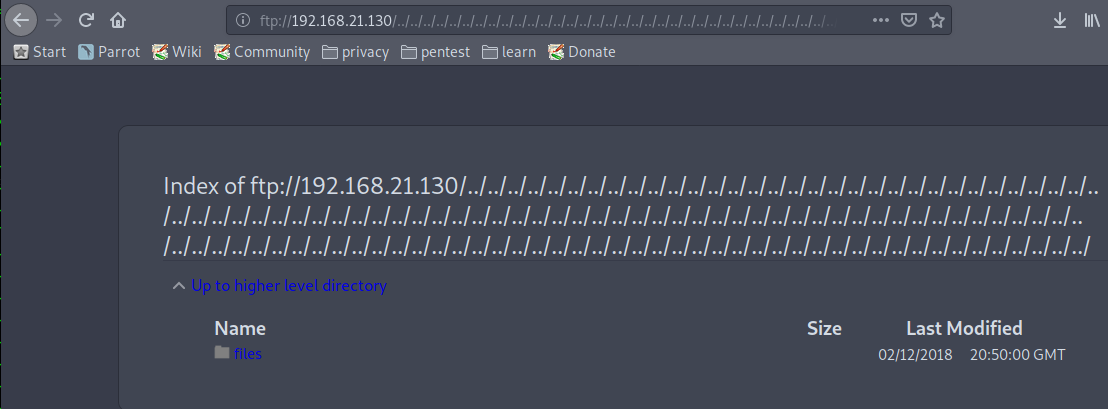 ftp://192.168.21.130/../../../../../../../../../../../../../../../../../../../../../../../../../../../../../../../../../..
Start Parrot Wiki Community privacy pentest learn Donate
Index of ftp://192.168.21.130/../../../../../../../../../../../../../../../../../../../../../../../../../../../../../../../..
/../../../../../../../../../../../../../../../../../../../../../../../../../../../../../../../../../../../../../../../../../../../../../..
/../../../../../../../../../../../../../../../../../../../../../../../../../../../../../../../../../../../../../../../../../../../../../../
Up to higher level directory
Name Size Last Modified
files 02/12/2018 20:50:00 GMT